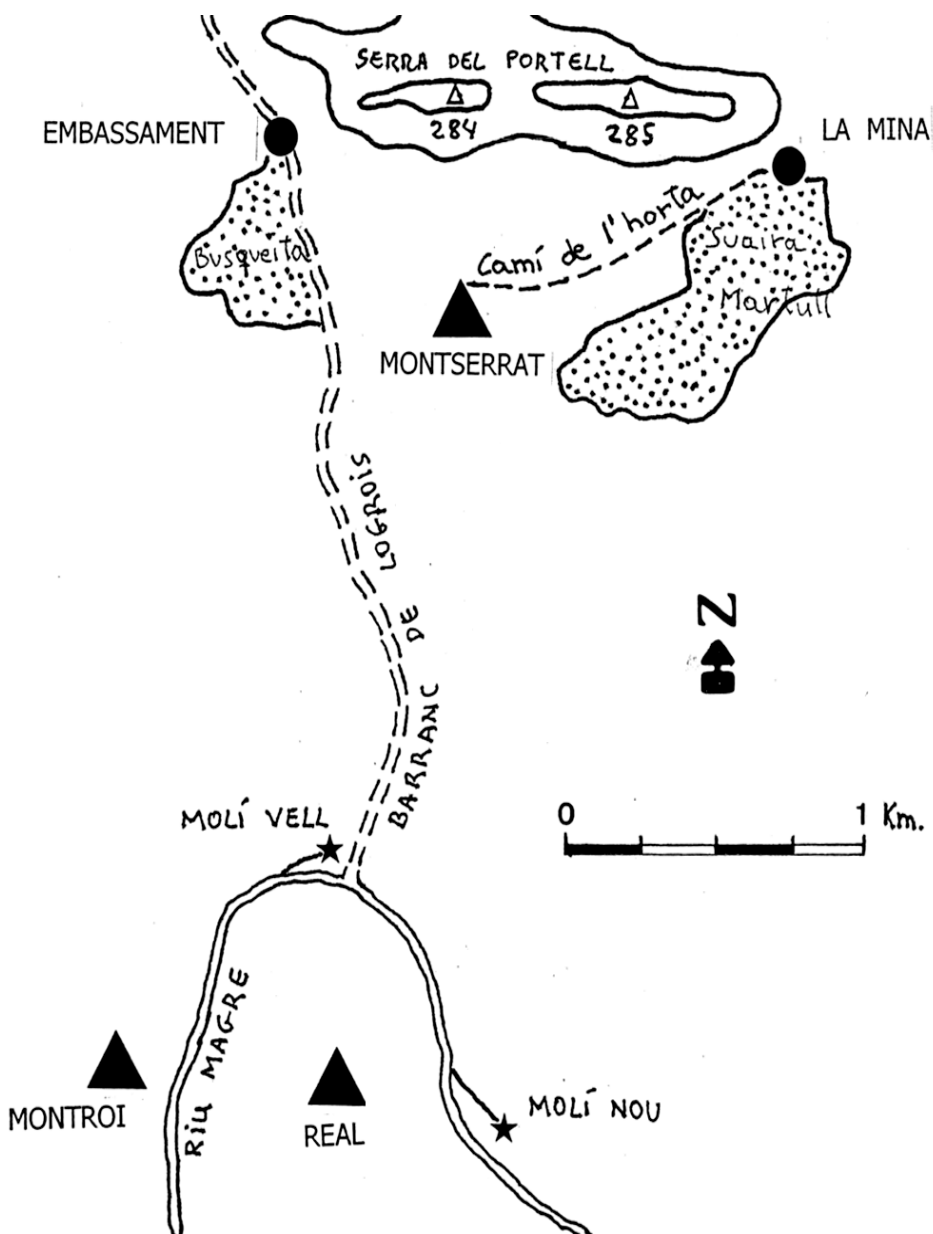 SERRA DEL PORTELL
284
285
EMBASSAMENT
LA MINA
Busqueita
Camí de l'horta
Suaira
Martull
MONTSERRAT
BARRANC DE LOGROIS
N
MOLÍ VELL
0 1 Km.
RIU MAGRE
MONTROI
REAL
MOLÍ NOU